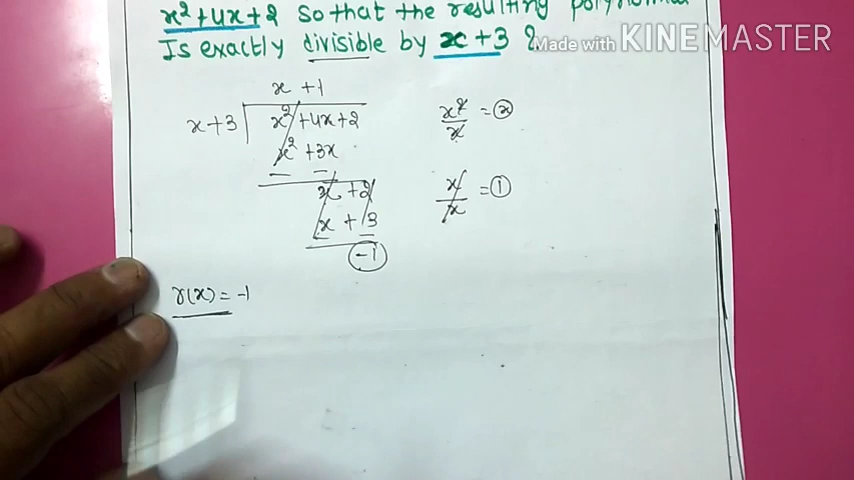 x² + 4x + 2 so that the resulting
Is exactly divisible by x + 3 ?
Made with KINEMASTER
x + 1
x + 3 x² + 4x + 2
x² + 3x
x + 2
x + 3
-1
x²/x = x
x/x = 1
r(x) = -1